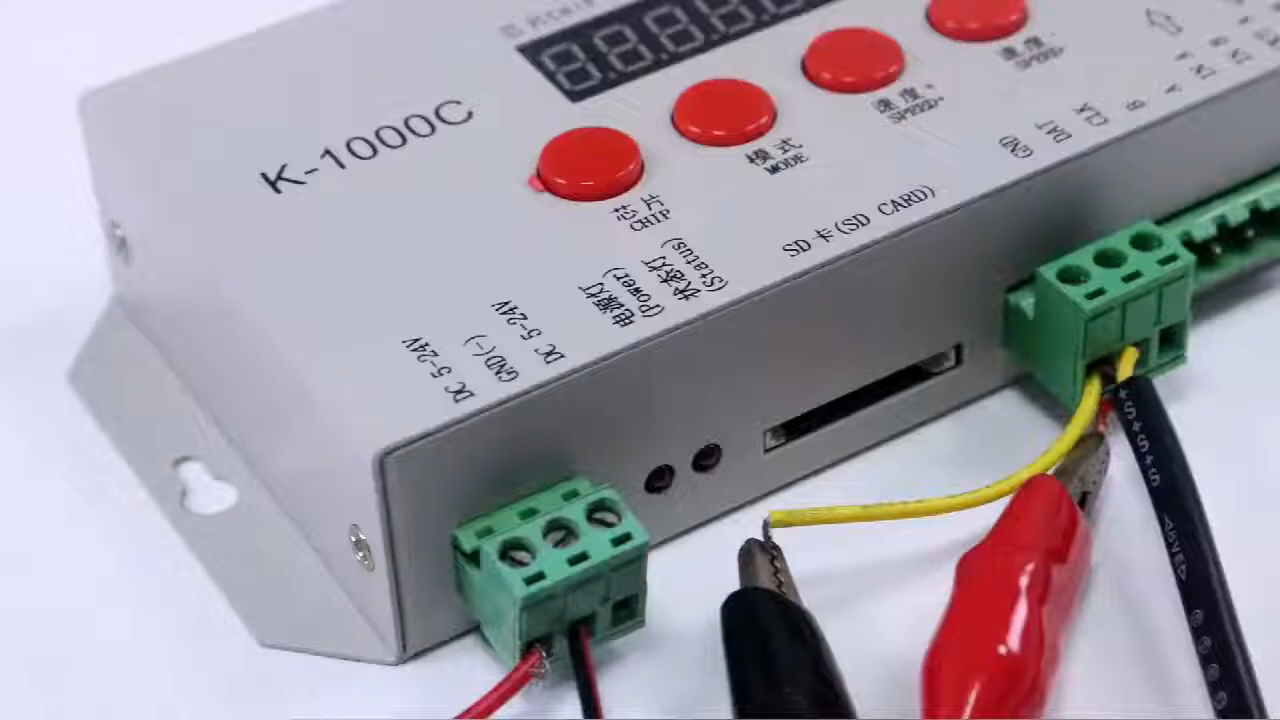 K-1000C
芯片
CHIP
模式
MODE
速度+
SPEED+
速度-
SPEED-
DC 5-24V
GND(-)
DC 5-24V
电源灯
(Power)
状态灯
(Status)
SD卡(SD CARD)
GND
DAT
CLK
B
A